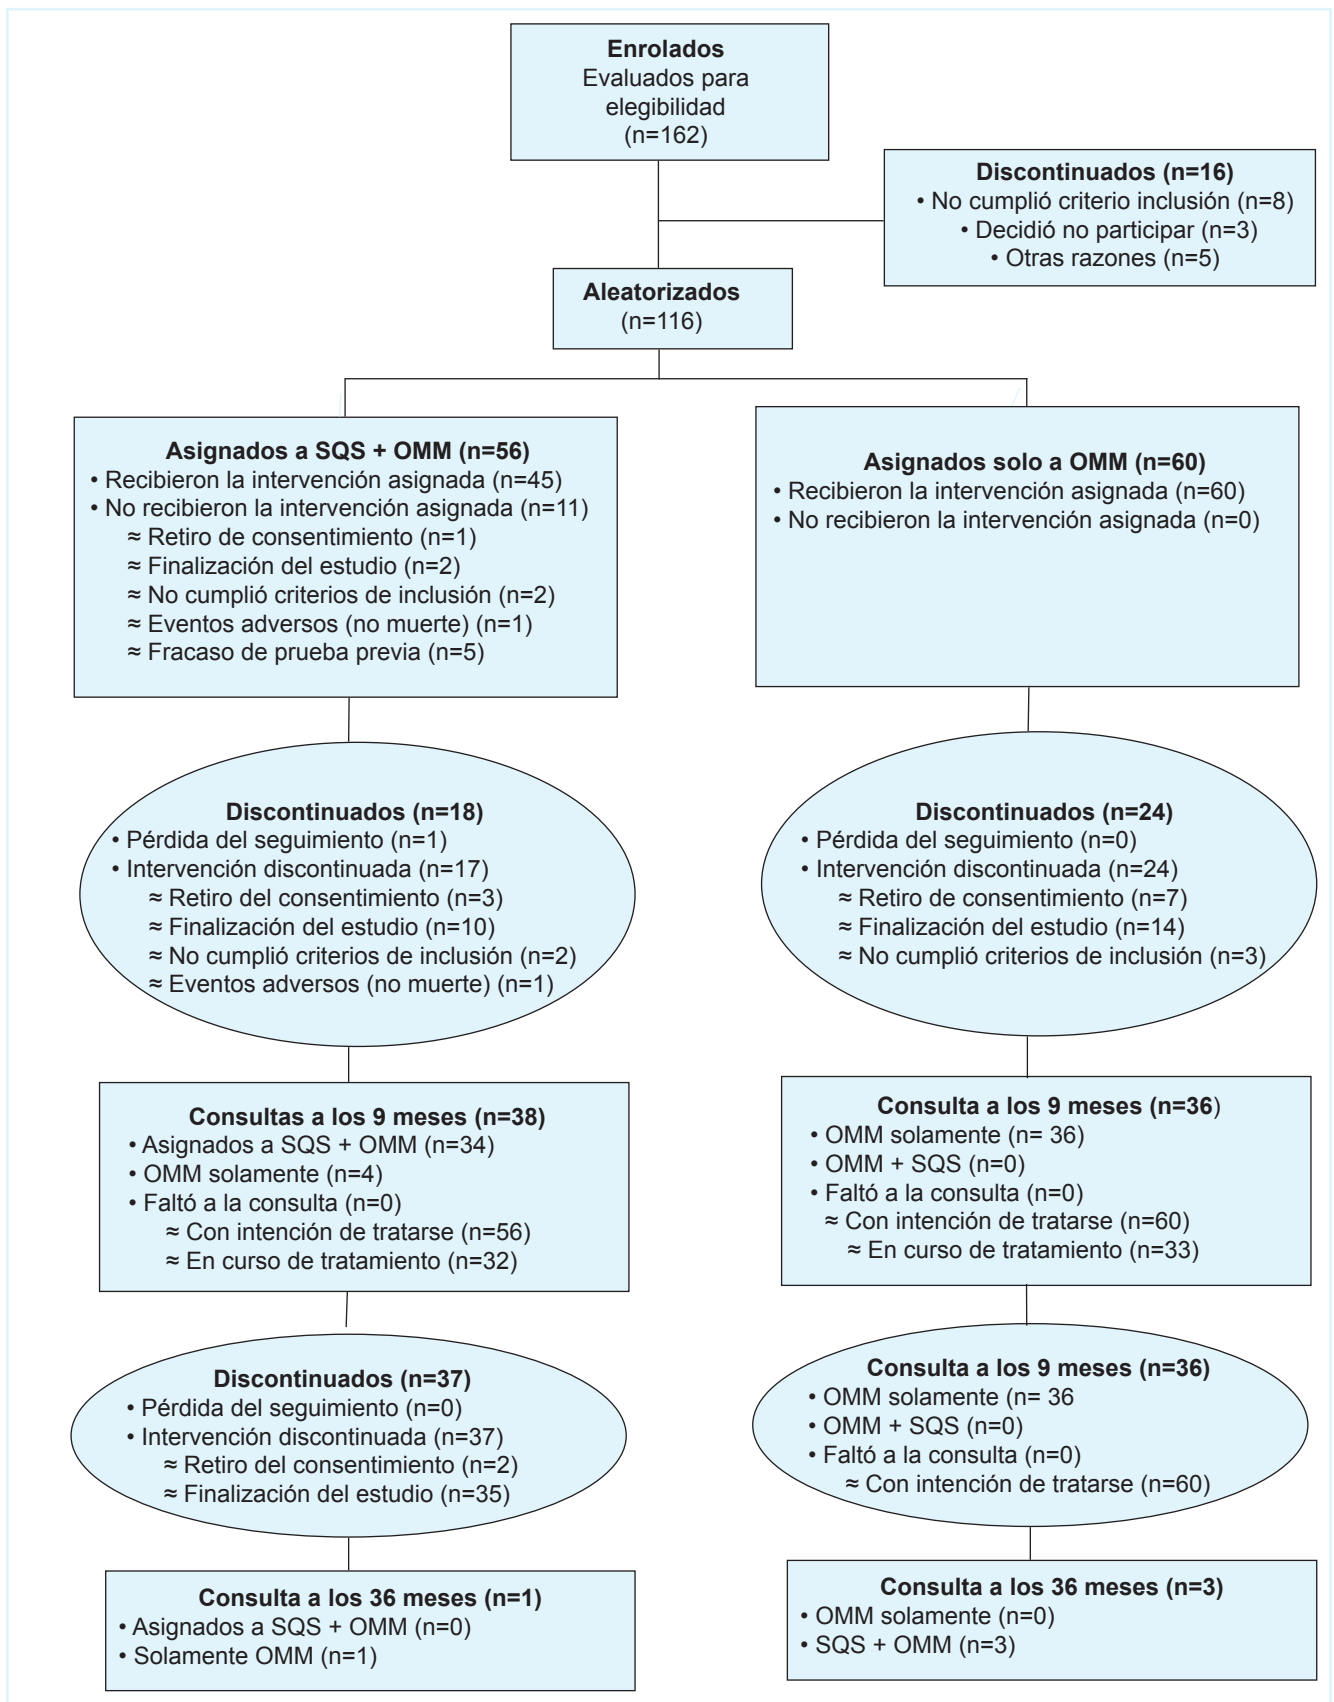 Enrolados
Evaluados para
elegibilidad
(n=162)
Discontinuados (n=16)
• No cumplió criterio inclusión (n=8)
• Decidió no participar (n=3)
• Otras razones (n=5)
Aleatorizados
(n=116)
Asignados a SQS + OMM (n=56)
• Recibieron la intervención asignada (n=45)
• No recibieron la intervención asignada (n=11)
≈ Retiro de consentimiento (n=1)
≈ Finalización del estudio (n=2)
≈ No cumplió criterios de inclusión (n=2)
≈ Eventos adversos (no muerte) (n=1)
≈ Fracaso de prueba previa (n=5)
Asignados solo a OMM (n=60)
• Recibieron la intervención asignada (n=60)
• No recibieron la intervención asignada (n=0)
Discontinuados (n=18)
• Pérdida del seguimiento (n=1)
• Intervención discontinuada (n=17)
≈ Retiro del consentimiento (n=3)
≈ Finalización del estudio (n=10)
≈ No cumplió criterios de inclusión (n=2)
≈ Eventos adversos (no muerte) (n=1)
Discontinuados (n=24)
• Pérdida del seguimiento (n=0)
• Intervención discontinuada (n=24)
≈ Retiro de consentimiento (n=7)
≈ Finalización del estudio (n=14)
≈ No cumplió criterios de inclusión (n=3)
Consultas a los 9 meses (n=38)
• Asignados a SQS + OMM (n=34)
• OMM solamente (n=4)
• Faltó a la consulta (n=0)
≈ Con intención de tratarse (n=56)
≈ En curso de tratamiento (n=32)
Consulta a los 9 meses (n=36)
• OMM solamente (n= 36)
• OMM + SQS (n=0)
• Faltó a la consulta (n=0)
≈ Con intención de tratarse (n=60)
≈ En curso de tratamiento (n=33)
Discontinuados (n=37)
• Pérdida del seguimiento (n=0)
• Intervención discontinuada (n=37)
≈ Retiro del consentimiento (n=2)
≈ Finalización del estudio (n=35)
Consulta a los 9 meses (n=36)
• OMM solamente (n= 36
• OMM + SQS (n=0)
• Faltó a la consulta (n=0)
≈ Con intención de tratarse (n=60)
Consulta a los 36 meses (n=1)
• Asignados a SQS + OMM (n=0)
• Solamente OMM (n=1)
Consulta a los 36 meses (n=3)
• OMM solamente (n=0)
• SQS + OMM (n=3)